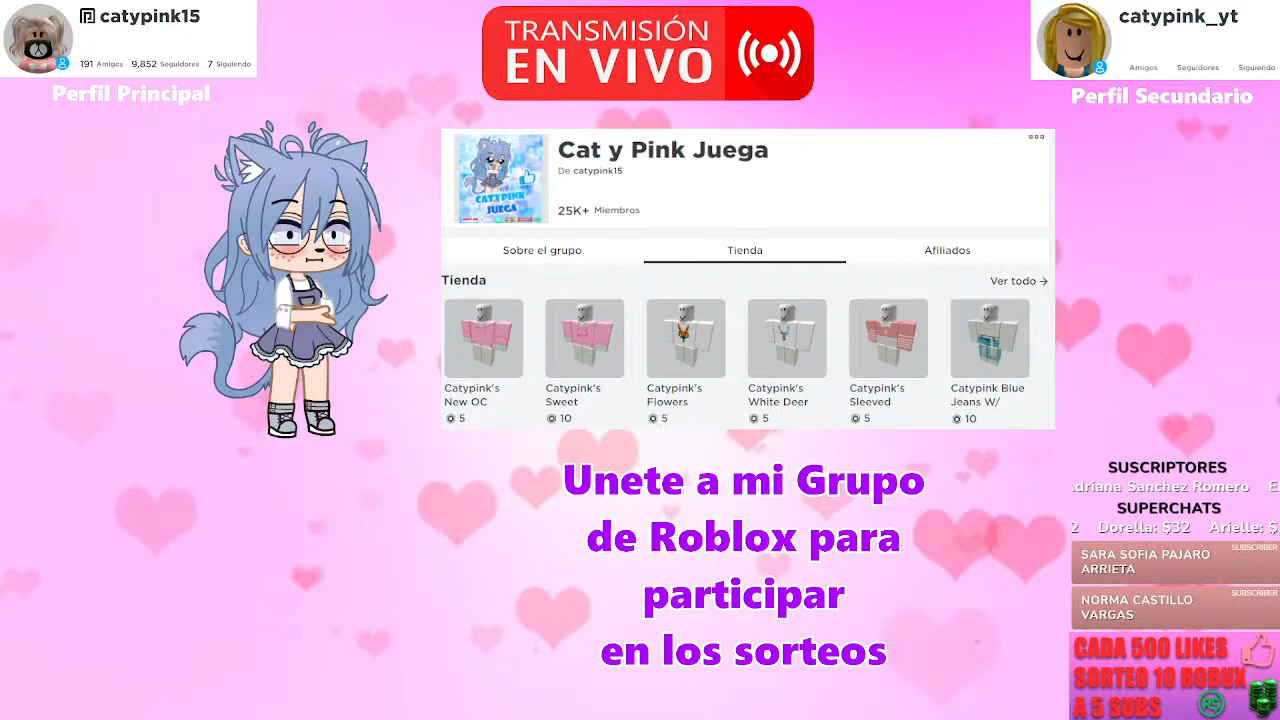 catypink15
191 Amigos 9,852 Seguidores 7 Siguiendo
Perfil Principal
TRANSMISIÓN
EN VIVO
catypink_yt
Amigos Seguidores Siguiendo
Perfil Secundario
CATYPINK
JUEGA
Cat y Pink Juega
De catypink15
25K+ Miembros
Sobre el grupo Tienda Afiliados
Tienda
Ver todo →
Catypink's
New OC
5
Catypink's
Sweet
10
Catypink's
Flowers
5
Catypink's
White Deer
5
Catypink's
Sleeved
5
Catypink Blue
Jeans W/
10
Unete a mi Grupo
de Roblox para
participar
en los sorteos
SUSCRIPTORES
Adriana Sanchez Romero E
SUPERCHATS
2 Dorella: $32 Arielle: $
SARA SOFIA PAJARO
ARRIETA
SUBSCRIBER
NORMA CASTILLO
VARGAS
SUBSCRIBER
CADA 500 LIKES
SORTEO 10 ROBUX
A 5 SUBS
R$